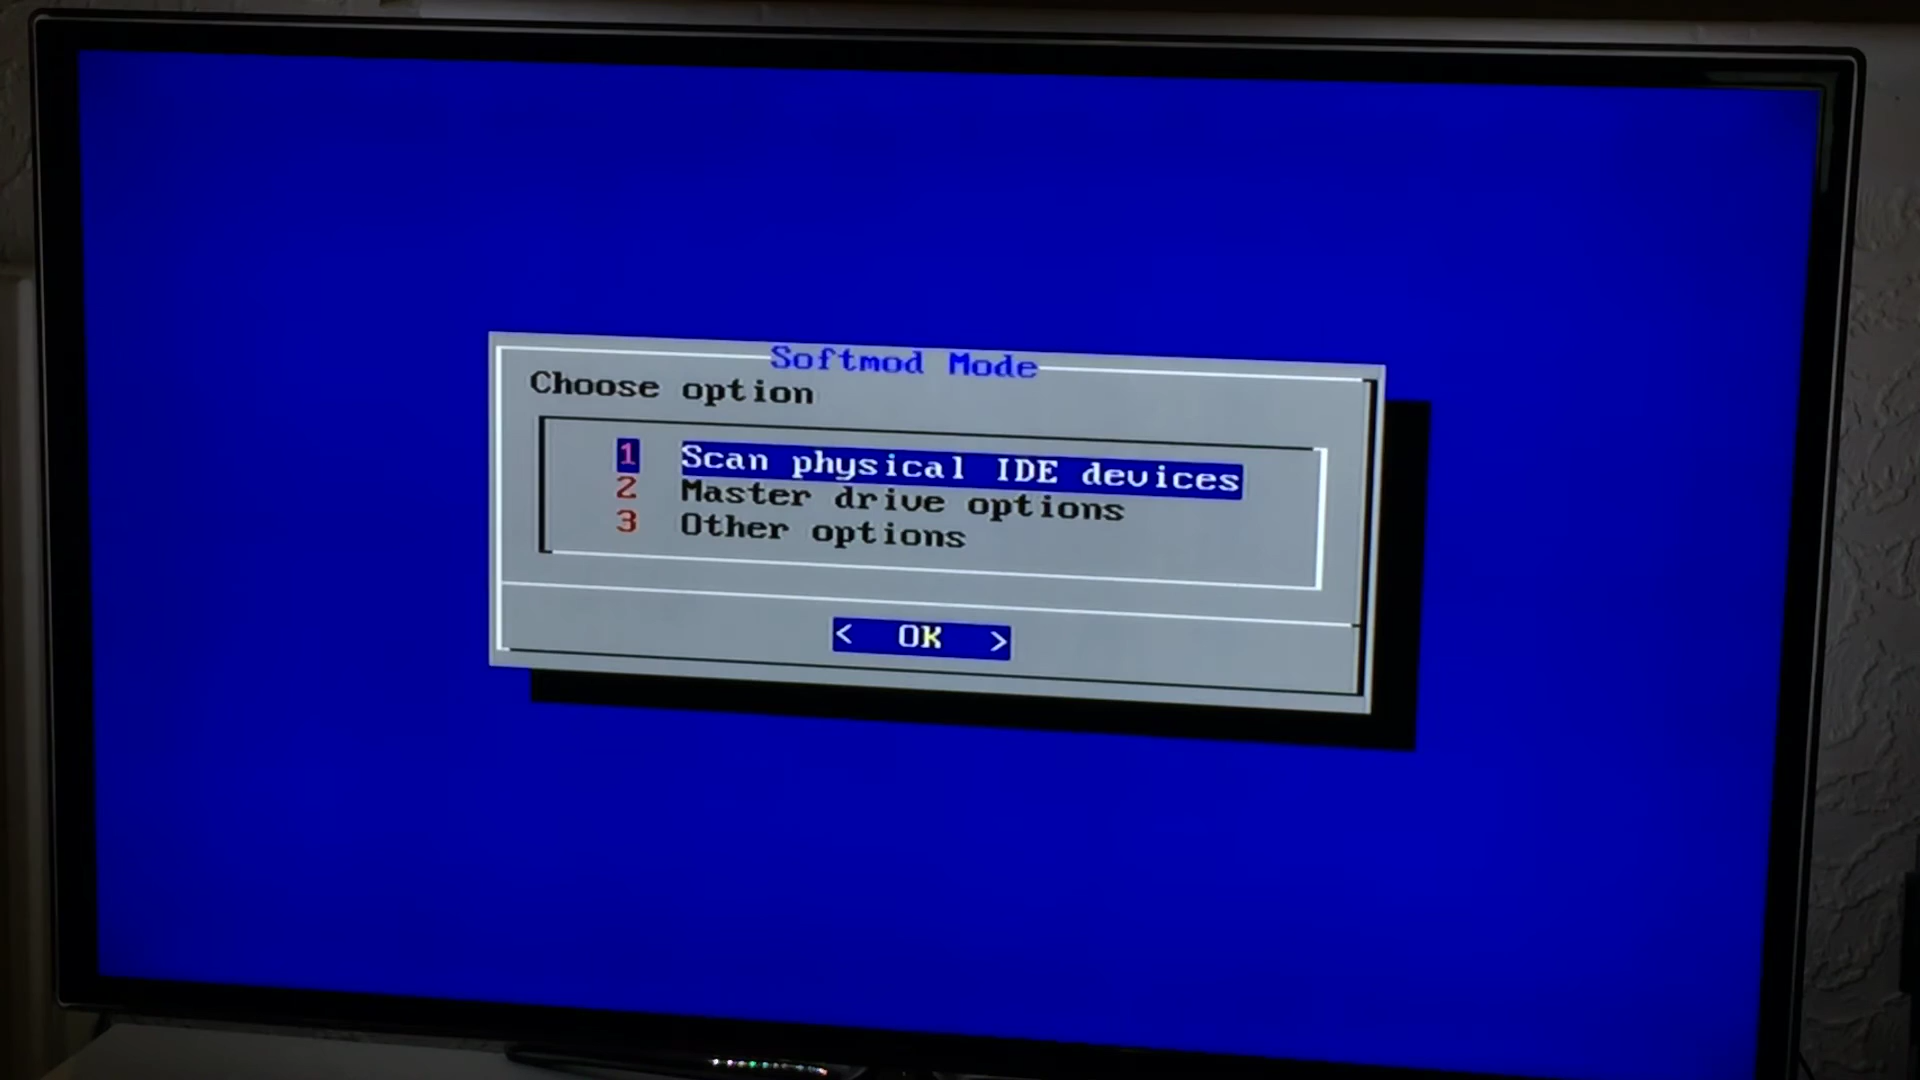 Softmod Mode
Choose option
1 Scan physical IDE devices
2 Master drive options
3 Other options
< OK >